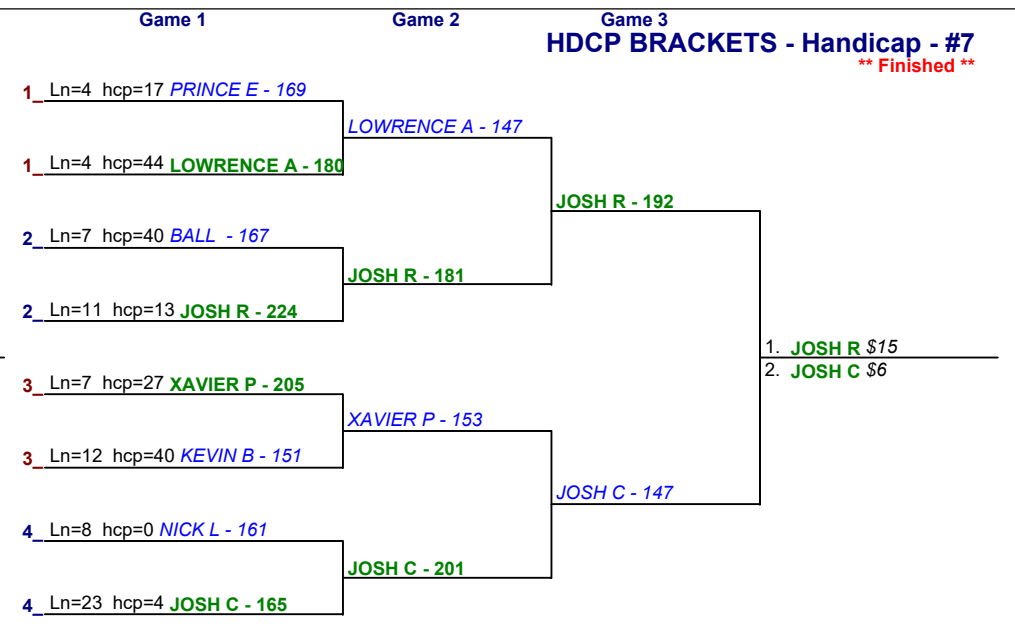 Game 1 Game 2 Game 3
HDCP BRACKETS - Handicap - #7
** Finished **
1_ Ln=4 hcp=17 PRINCE E - 169
LOWRENCE A - 147
1_ Ln=4 hcp=44 LOWRENCE A - 180
JOSH R - 192
2_ Ln=7 hcp=40 BALL - 167
JOSH R - 181
2_ Ln=11 hcp=13 JOSH R - 224
1. JOSH R $15
2. JOSH C $6
3_ Ln=7 hcp=27 XAVIER P - 205
XAVIER P - 153
3_ Ln=12 hcp=40 KEVIN B - 151
JOSH C - 147
4_ Ln=8 hcp=0 NICK L - 161
JOSH C - 201
4_ Ln=23 hcp=4 JOSH C - 165